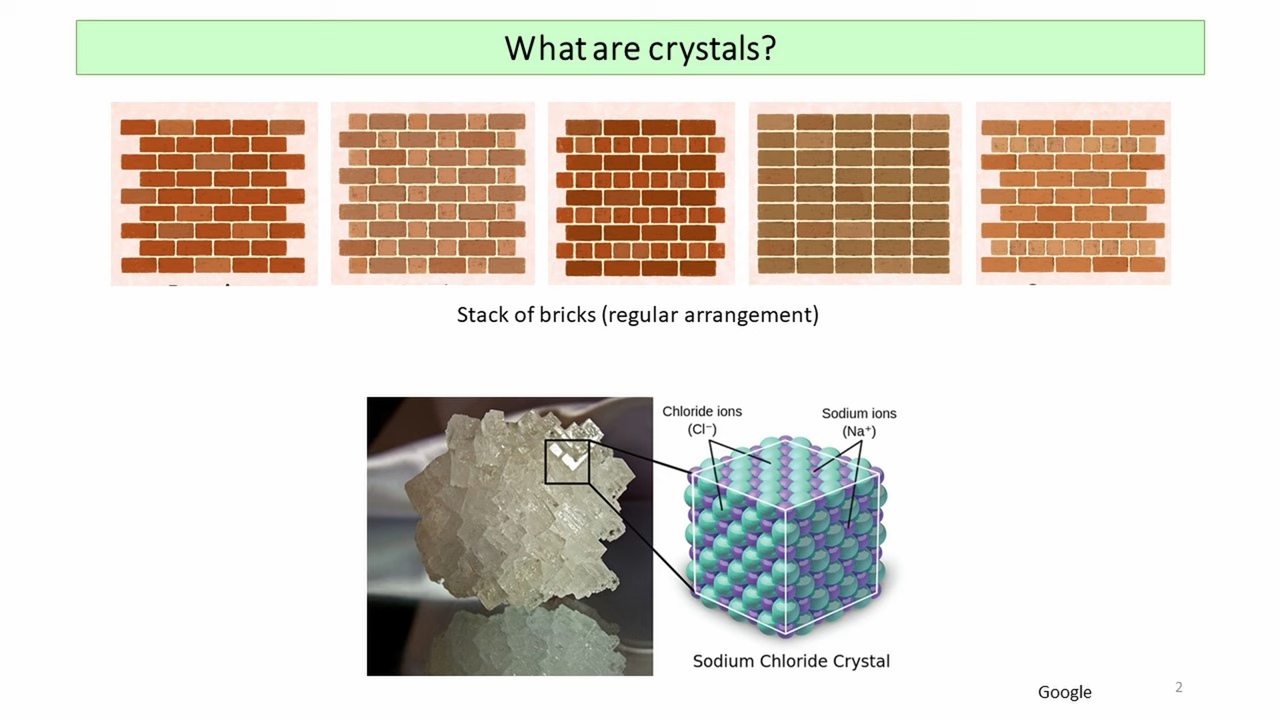 What are crystals?
Stack of bricks (regular arrangement)
Chloride ions
(Cl⁻)
Sodium ions
(Na⁺)
Sodium Chloride Crystal
Google
2